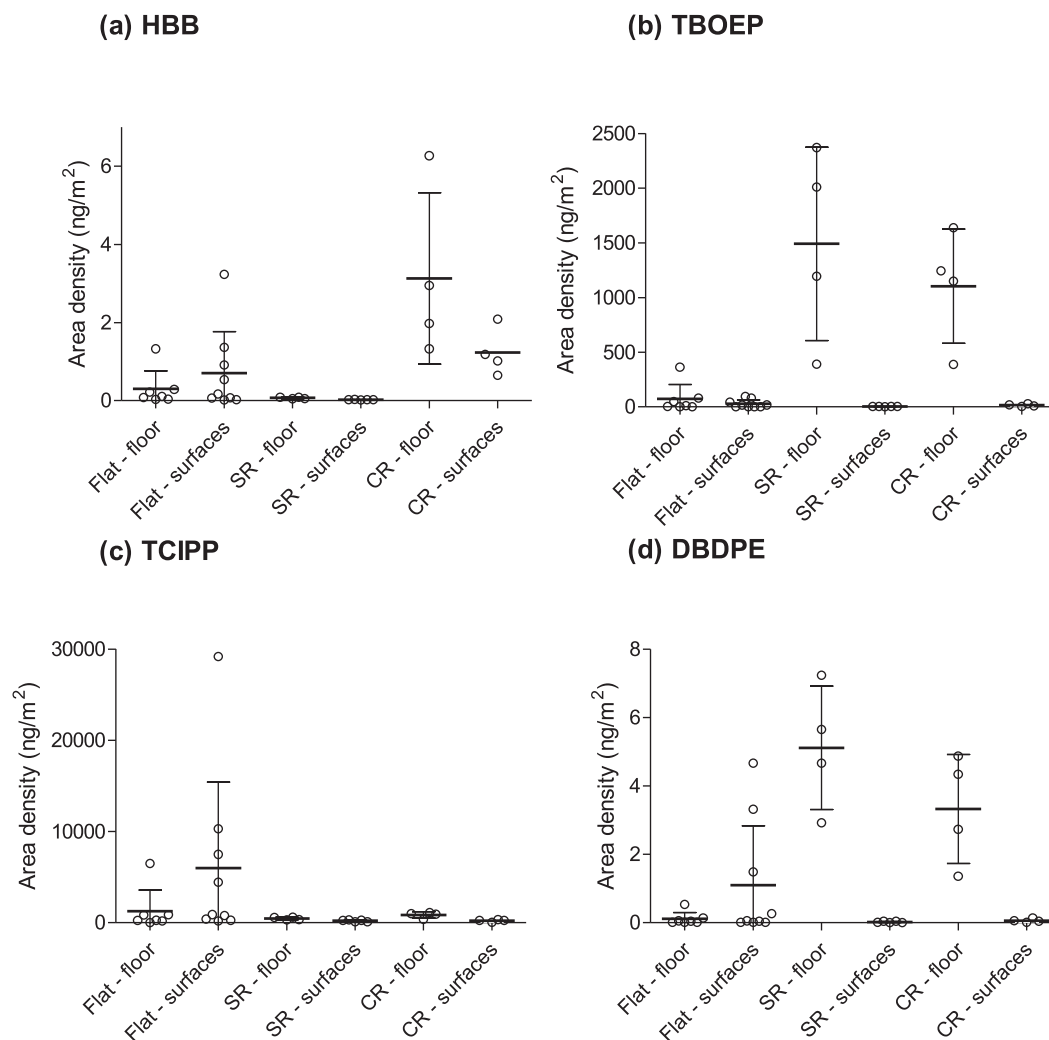 (a) HBB
Area density (ng/m²)
6
4
2
0
Flat - floor
Flat - surfaces
SR - floor
SR - surfaces
CR - floor
CR - surfaces
(b) TBOEP
Area density (ng/m²)
2500
2000
1500
1000
500
0
Flat - floor
Flat - surfaces
SR - floor
SR - surfaces
CR - floor
CR - surfaces
(c) TCIPP
Area density (ng/m²)
30000
20000
10000
0
Flat - floor
Flat - surfaces
SR - floor
SR - surfaces
CR - floor
CR - surfaces
(d) DBDPE
Area density (ng/m²)
8
6
4
2
0
Flat - floor
Flat - surfaces
SR - floor
SR - surfaces
CR - floor
CR - surfaces